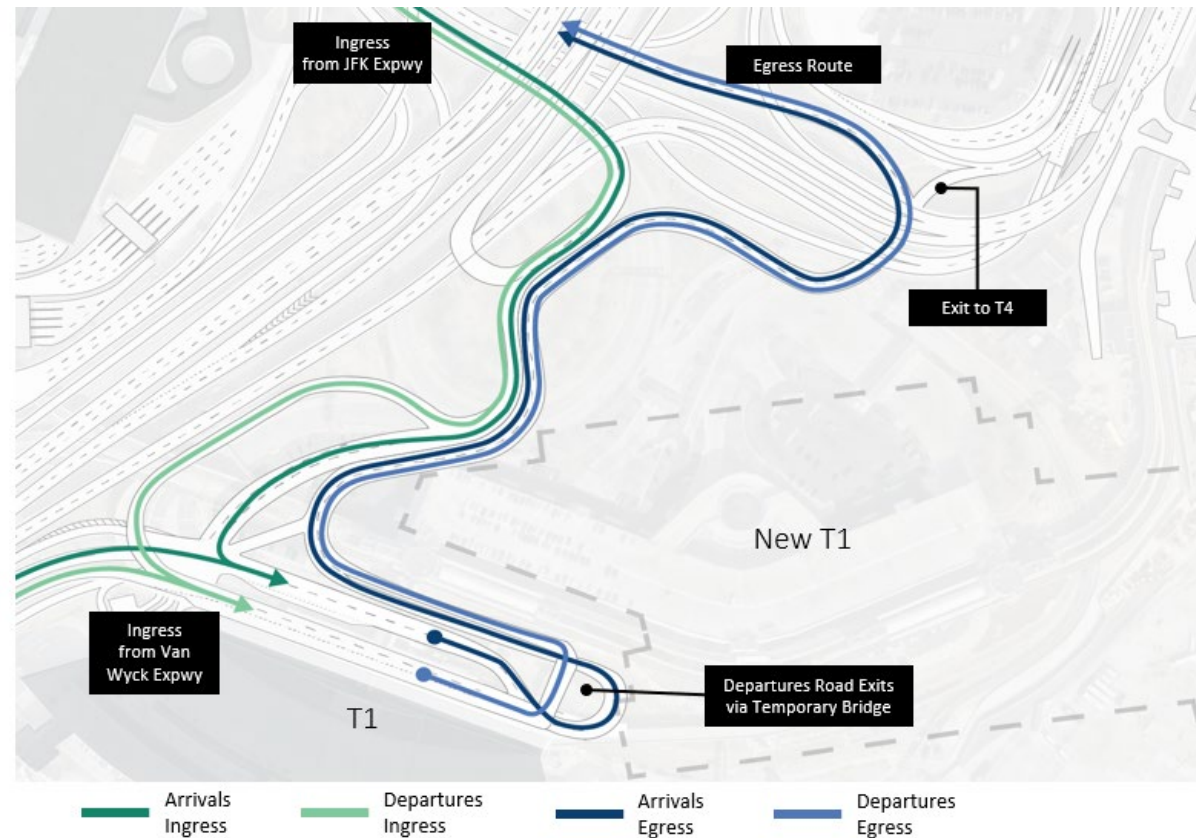 Ingress
from JFK Expwy
Egress Route
Exit to T4
New T1
Ingress
from Van
Wyck Expwy
T1
Departures Road Exits
via Temporary Bridge
Arrivals
Ingress
Departures
Ingress
Arrivals
Egress
Departures
Egress